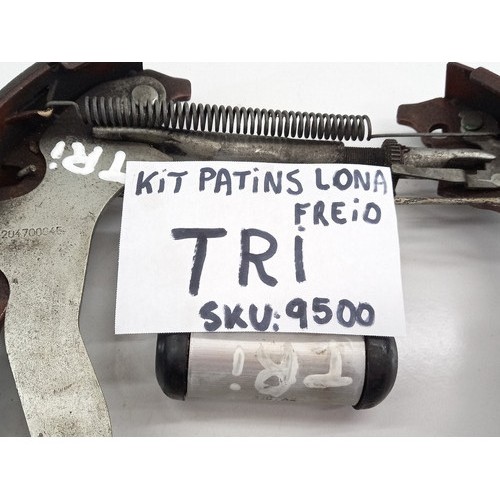 TRi
KIT PATINS LONA
FREiO
TRi
SKU: 9500
TRi